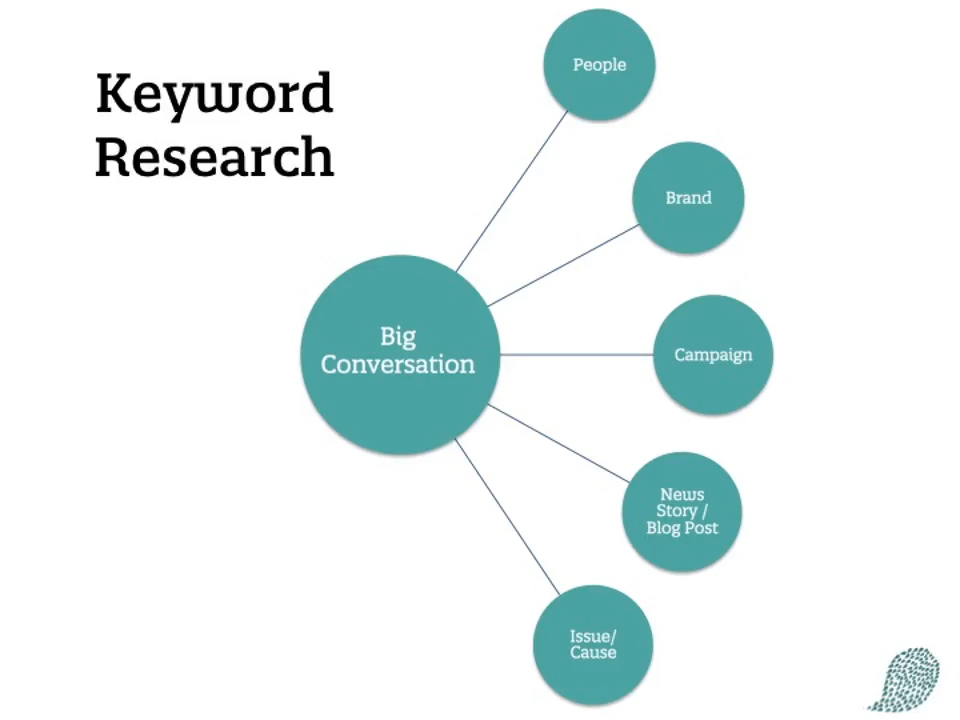 Keyword
Research
People
Brand
Big
Conversation
Campaign
News
Story /
Blog Post
Issue/
Cause